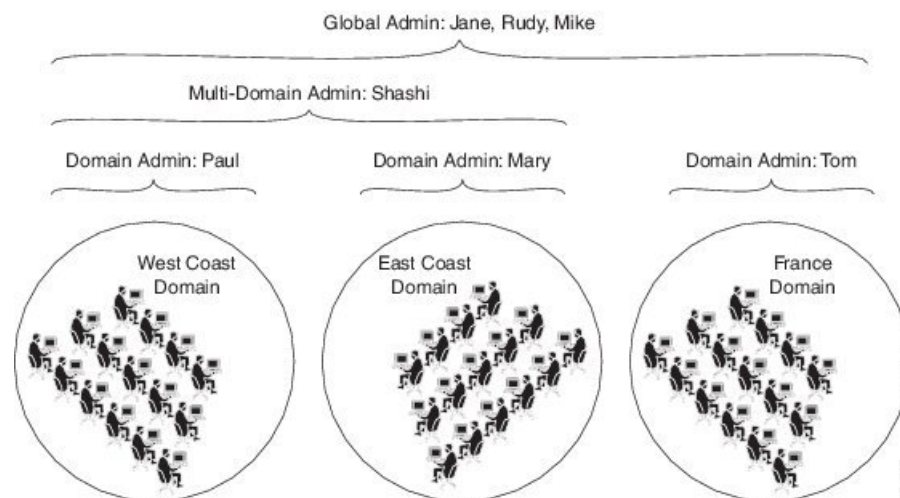 Global Admin: Jane, Rudy, Mike
Multi-Domain Admin: Shashi
Domain Admin: Paul
Domain Admin: Mary
Domain Admin: Tom
West Coast
Domain
East Coast
Domain
France
Domain